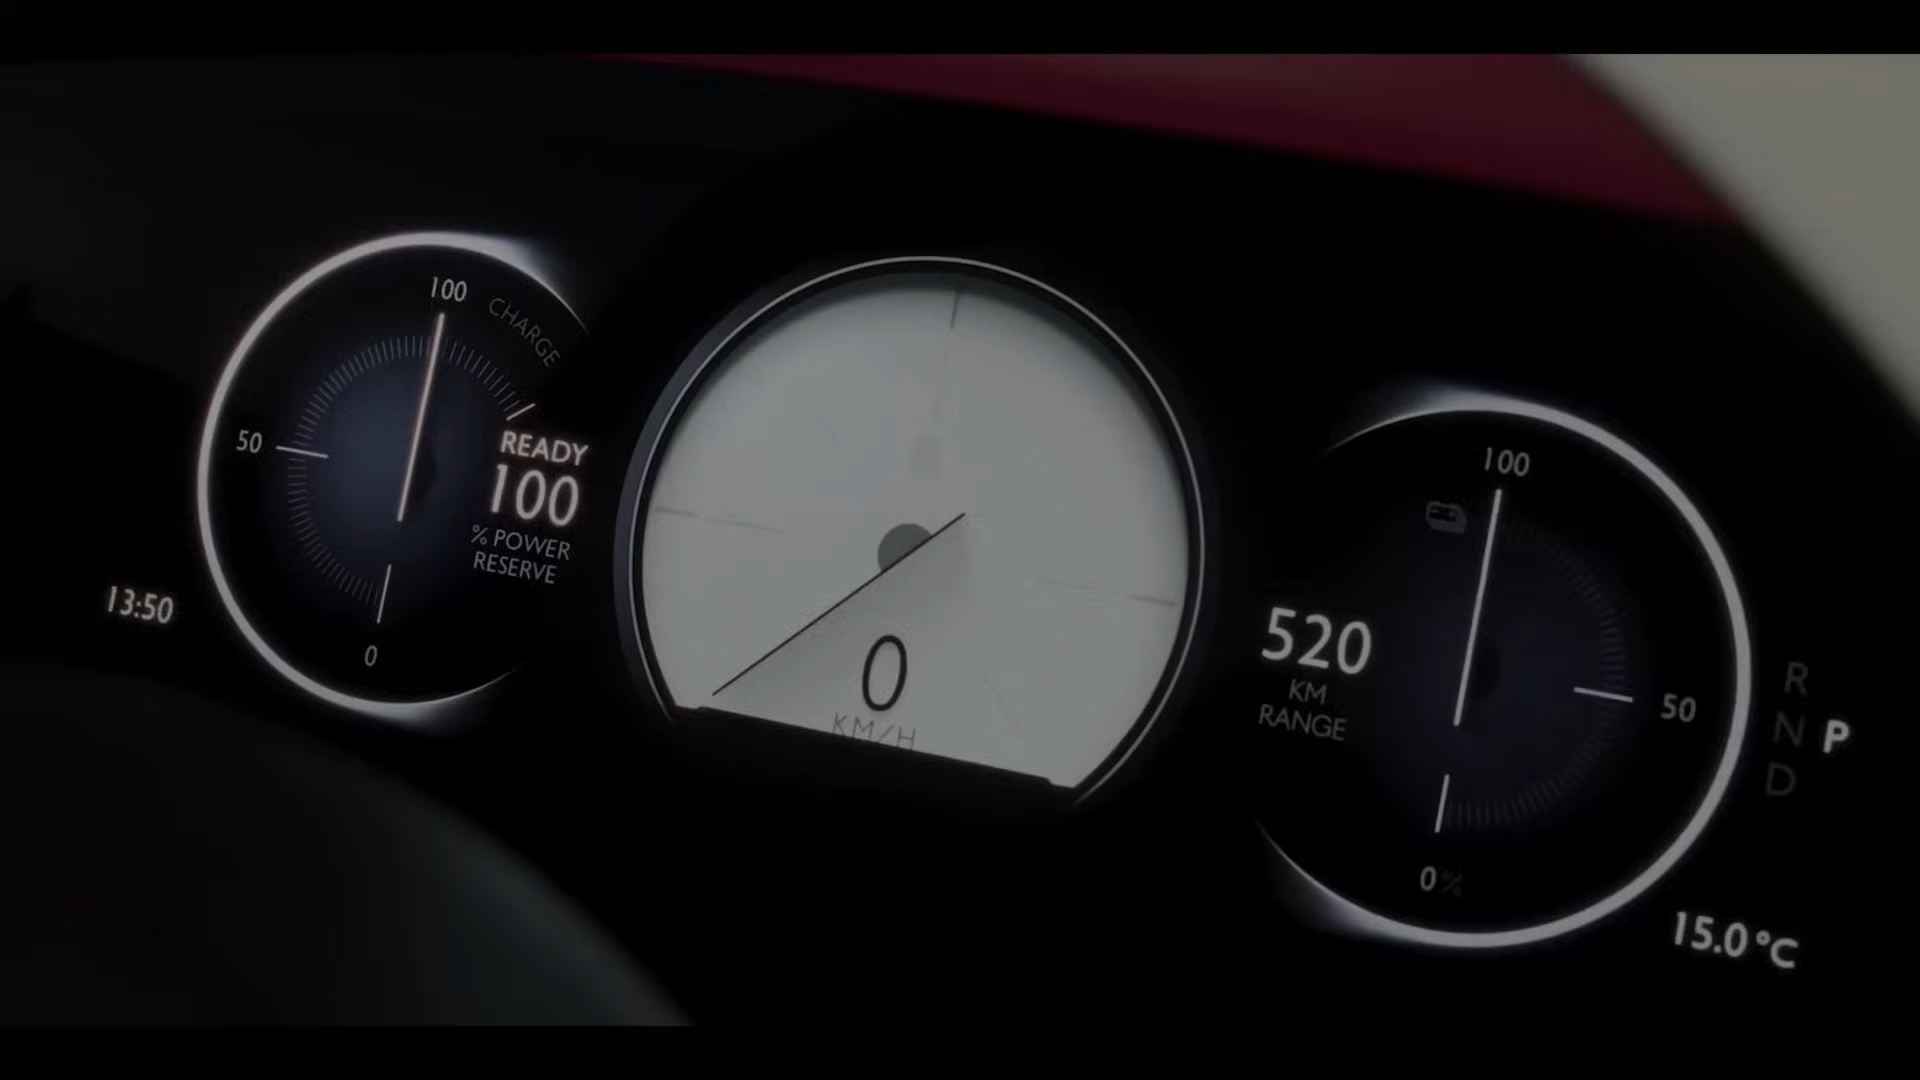 100
CHARGE
50
READY
100
% POWER
RESERVE
0
13:50
0
KM/H
100
520
KM
RANGE
50
0%
R
N P
D
15.0°C